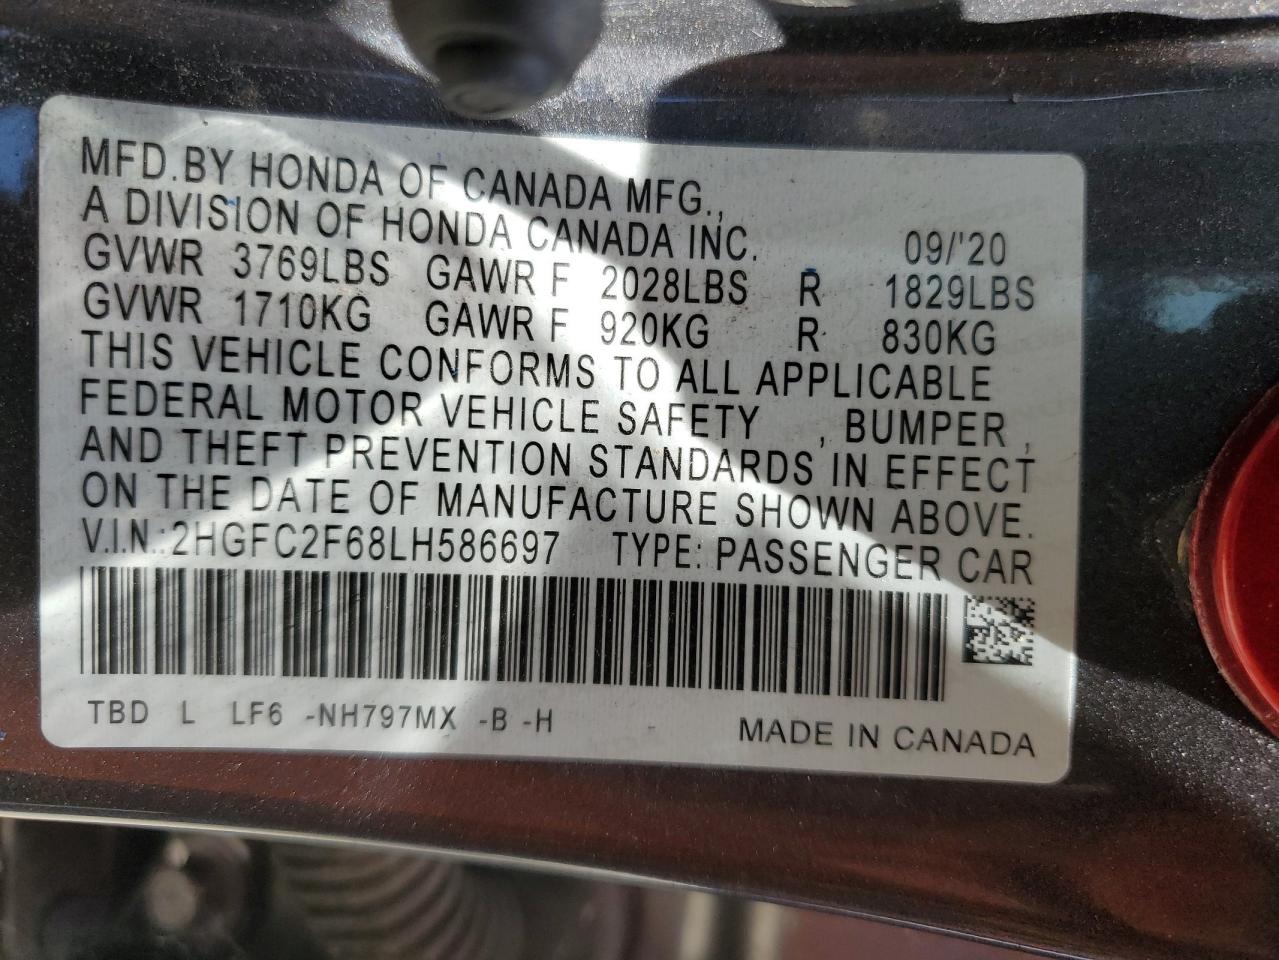 MFD. BY HONDA OF CANADA MFG.,
A DIVISION OF HONDA CANADA INC. 09/'20
GVWR 3769LBS GAWR F 2028LBS R 1829LBS
GVWR 1710KG GAWR F 920KG R 830KG
THIS VEHICLE CONFORMS TO ALL APPLICABLE
FEDERAL MOTOR VEHICLE SAFETY , BUMPER ,
AND THEFT PREVENTION STANDARDS IN EFFECT
ON THE DATE OF MANUFACTURE SHOWN ABOVE.
V.I.N.:2HGFC2F68LH586697 TYPE: PASSENGER CAR
TBD L LF6 -NH797MX -B -H - MADE IN CANADA